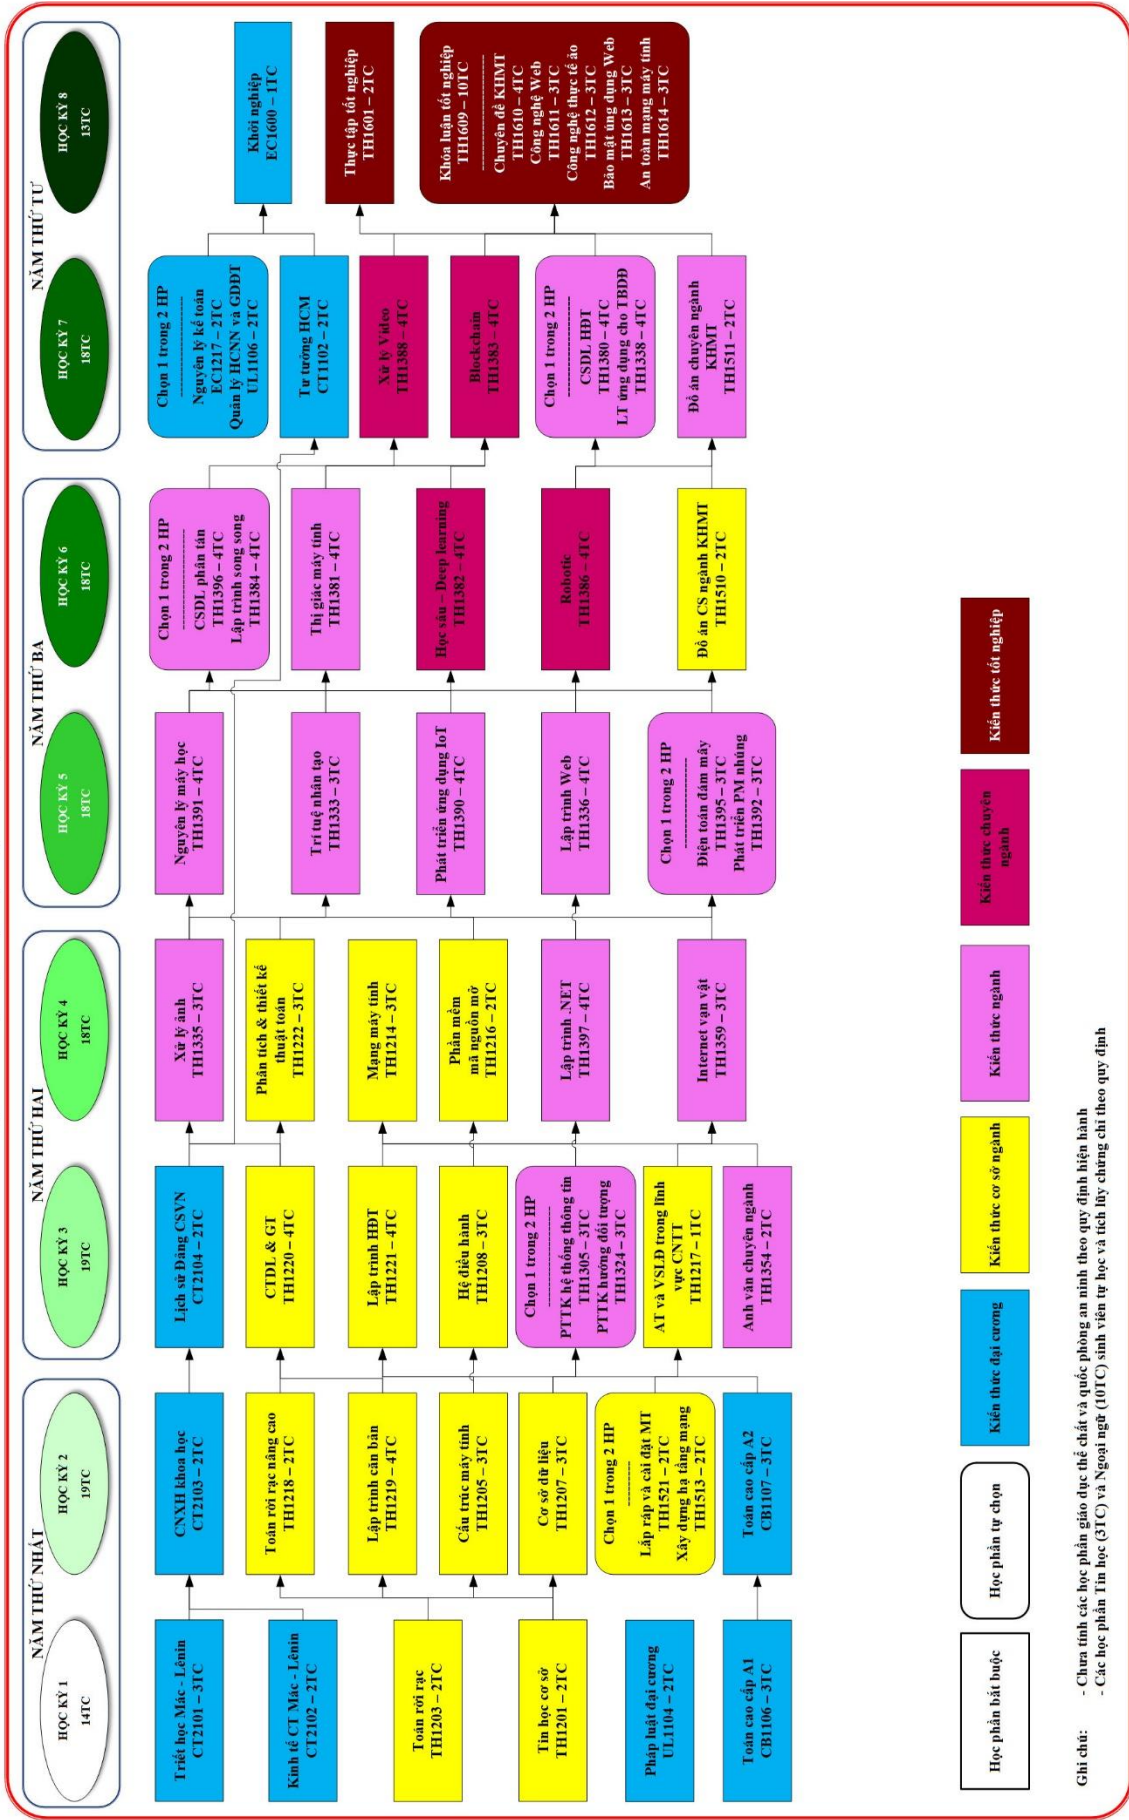 NĂM THỨ NHẤT
HỌC KỲ 1
14TC
HỌC KỲ 2
19TC
NĂM THỨ HAI
HỌC KỲ 3
19TC
HỌC KỲ 4
18TC
NĂM THỨ BA
HỌC KỲ 5
18TC
HỌC KỲ 6
18TC
NĂM THỨ TƯ
HỌC KỲ 7
18TC
HỌC KỲ 8
13TC
Triết học Mác - Lênin
CT2101 – 3TC
Kinh tế CT Mác - Lênin
CT2102 – 2TC
Toán rời rạc
TH1203 – 2TC
Tin học cơ sở
TH1201 – 2TC
Pháp luật đại cương
UL1104 – 2TC
Toán cao cấp A1
CB1106 – 3TC
CNXH khoa học
CT2103 – 2TC
Toán rời rạc nâng cao
TH1218 – 2TC
Lập trình căn bản
TH1219 – 4TC
Cấu trúc máy tính
TH1205 – 3TC
Cơ sở dữ liệu
TH1207 – 3TC
Chọn 1 trong 2 HP
--------------
Lắp ráp và cài đặt MT
TH1521 – 2TC
Xây dựng hạ tầng mạng
TH1513 – 2TC
Toán cao cấp A2
CB1107 – 3TC
Lịch sử Đảng CSVN
CT2104 – 2TC
CTDL & GT
TH1220 – 4TC
Lập trình HĐT
TH1221 – 4TC
Hệ điều hành
TH1208 – 3TC
Chọn 1 trong 2 HP
--------------
PTTK hệ thống thông tin
TH1305 – 3TC
PTTK hướng đối tượng
TH1324 – 3TC
AT và VSLĐ trong lĩnh
vực CNTT
TH1217 – 1TC
Anh văn chuyên ngành
TH1354 – 2TC
Xử lý ảnh
TH1335 – 3TC
Phân tích & thiết kế
thuật toán
TH1222 – 3TC
Mạng máy tính
TH1214 – 3TC
Phần mềm
mã nguồn mở
TH1216 – 2TC
Lập trình .NET
TH1397 – 4TC
Internet vạn vật
TH1359 – 3TC
Nguyên lý máy học
TH1391 – 4TC
Trí tuệ nhân tạo
TH1333 – 3TC
Phát triển ứng dụng IoT
TH1390 – 4TC
Lập trình Web
TH1336 – 4TC
Chọn 1 trong 2 HP
--------------
Điện toán đám mây
TH1395 – 3TC
Phát triển PM nhúng
TH1392 – 3TC
Chọn 1 trong 2 HP
--------------
CSDL phân tán
TH1396 – 4TC
Lập trình song song
TH1384 – 4TC
Thị giác máy tính
TH1381 – 4TC
Học sâu – Deep learning
TH1382 – 4TC
Robotic
TH1386 – 4TC
Đồ án CS ngành KHMT
TH1510 – 2TC
Chọn 1 trong 2 HP
--------------
Nguyên lý kế toán
EC1217 – 2TC
Quản lý HCNN và GDĐT
UL1106 – 2TC
Tư tưởng HCM
CT1102 – 2TC
Xử lý Video
TH1388 – 4TC
Blockchain
TH1383 – 4TC
Chọn 1 trong 2 HP
--------------
CSDL HĐT
TH1380 – 4TC
LT ứng dụng cho TBDĐ
TH1338 – 4TC
Đồ án chuyên ngành
KHMT
TH1511 – 2TC
Khởi nghiệp
EC1600 – 1TC
Thực tập tốt nghiệp
TH1601 – 2TC
Khóa luận tốt nghiệp
TH1609 – 10TC
--------------
Chuyên đề KHMT
TH1610 – 4TC
Công nghệ Web
TH1611 – 3TC
Công nghệ thực tế ảo
TH1612 – 3TC
Bảo mật ứng dụng Web
TH1613 – 3TC
An toàn mạng máy tính
TH1614 – 3TC
Học phần bắt buộc
Học phần tự chọn
Kiến thức đại cương
Kiến thức cơ sở ngành
Kiến thức ngành
Kiến thức chuyên
ngành
Kiến thức tốt nghiệp
Ghi chú: - Chưa tính các học phần giáo dục thể chất và quốc phòng an ninh theo quy định hiện hành
- Các học phần Tin học (3TC) và Ngoại ngữ (10TC) sinh viên tự học và tích lũy chứng chỉ theo quy định